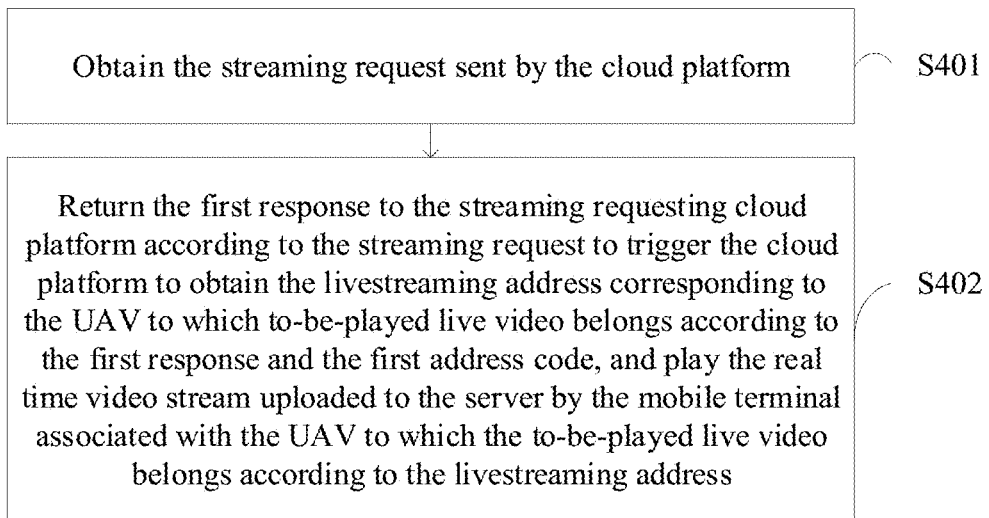 Obtain the streaming request sent by the cloud platform
S401
Return the first response to the streaming requesting cloud
platform according to the streaming request to trigger the cloud
platform to obtain the livestreaming address corresponding to
the UAV to which to-be-played live video belongs according to
the first response and the first address code, and play the real
time video stream uploaded to the server by the mobile terminal
associated with the UAV to which the to-be-played live video
belongs according to the livestreaming address
S402